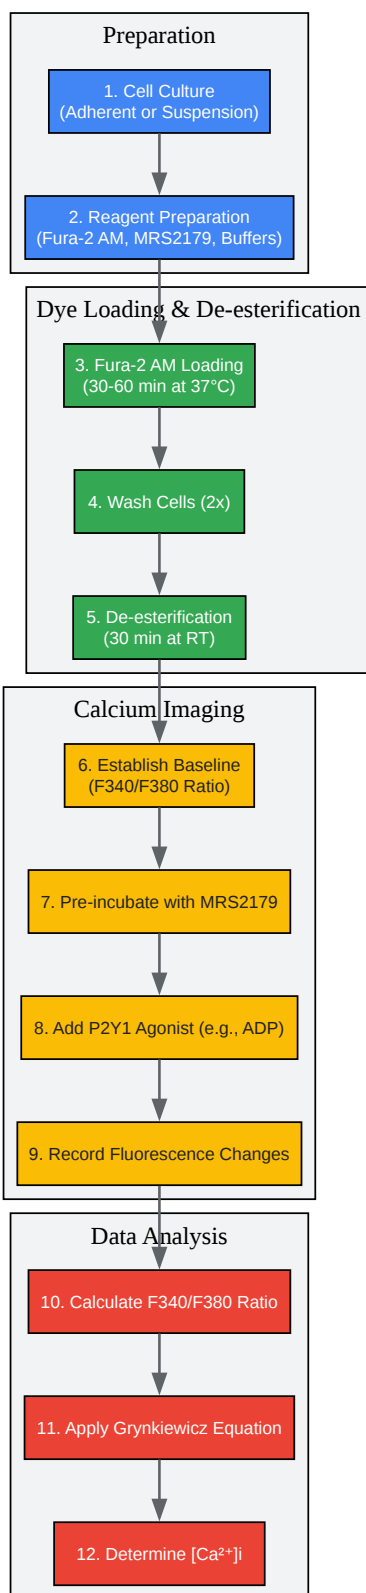 Preparation
1. Cell Culture
(Adherent or Suspension)
2. Reagent Preparation
(Fura-2 AM, MRS2179, Buffers)
Dye Loading & De-esterification
3. Fura-2 AM Loading
(30-60 min at 37°C)
4. Wash Cells (2x)
5. De-esterification
(30 min at RT)
Calcium Imaging
6. Establish Baseline
(F340/F380 Ratio)
7. Pre-incubate with MRS2179
8. Add P2Y1 Agonist (e.g., ADP)
9. Record Fluorescence Changes
Data Analysis
10. Calculate F340/F380 Ratio
11. Apply Grynkiewicz Equation
12. Determine [Ca²⁺]i